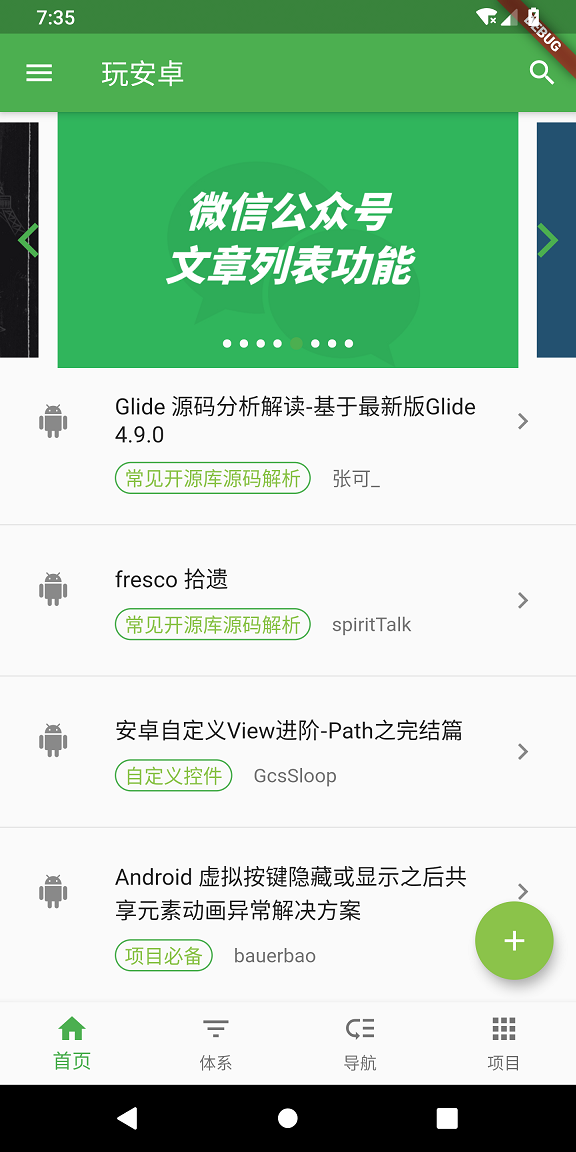 7:35
DEBUG
玩安卓
微信公众号
文章列表功能
Glide 源码分析解读-基于最新版Glide
4.9.0
常见开源库源码解析 张可_
fresco 拾遗
常见开源库源码解析 spiritTalk
安卓自定义View进阶-Path之完结篇
自定义控件 GcsSloop
Android 虚拟按键隐藏或显示之后共
享元素动画异常解决方案
项目必备 bauerbao
首页 体系 导航 项目